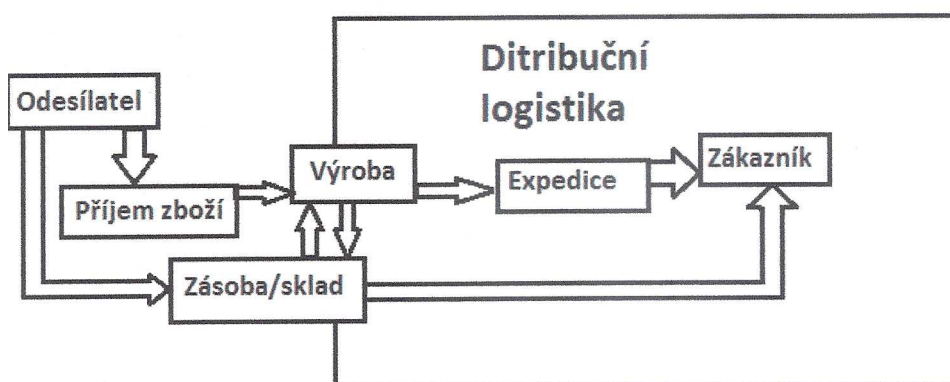 Ditribuční
logistika
Odesílatel
Příjem zboží
Výroba
Expedice
Zákazník
Zásoba/sklad